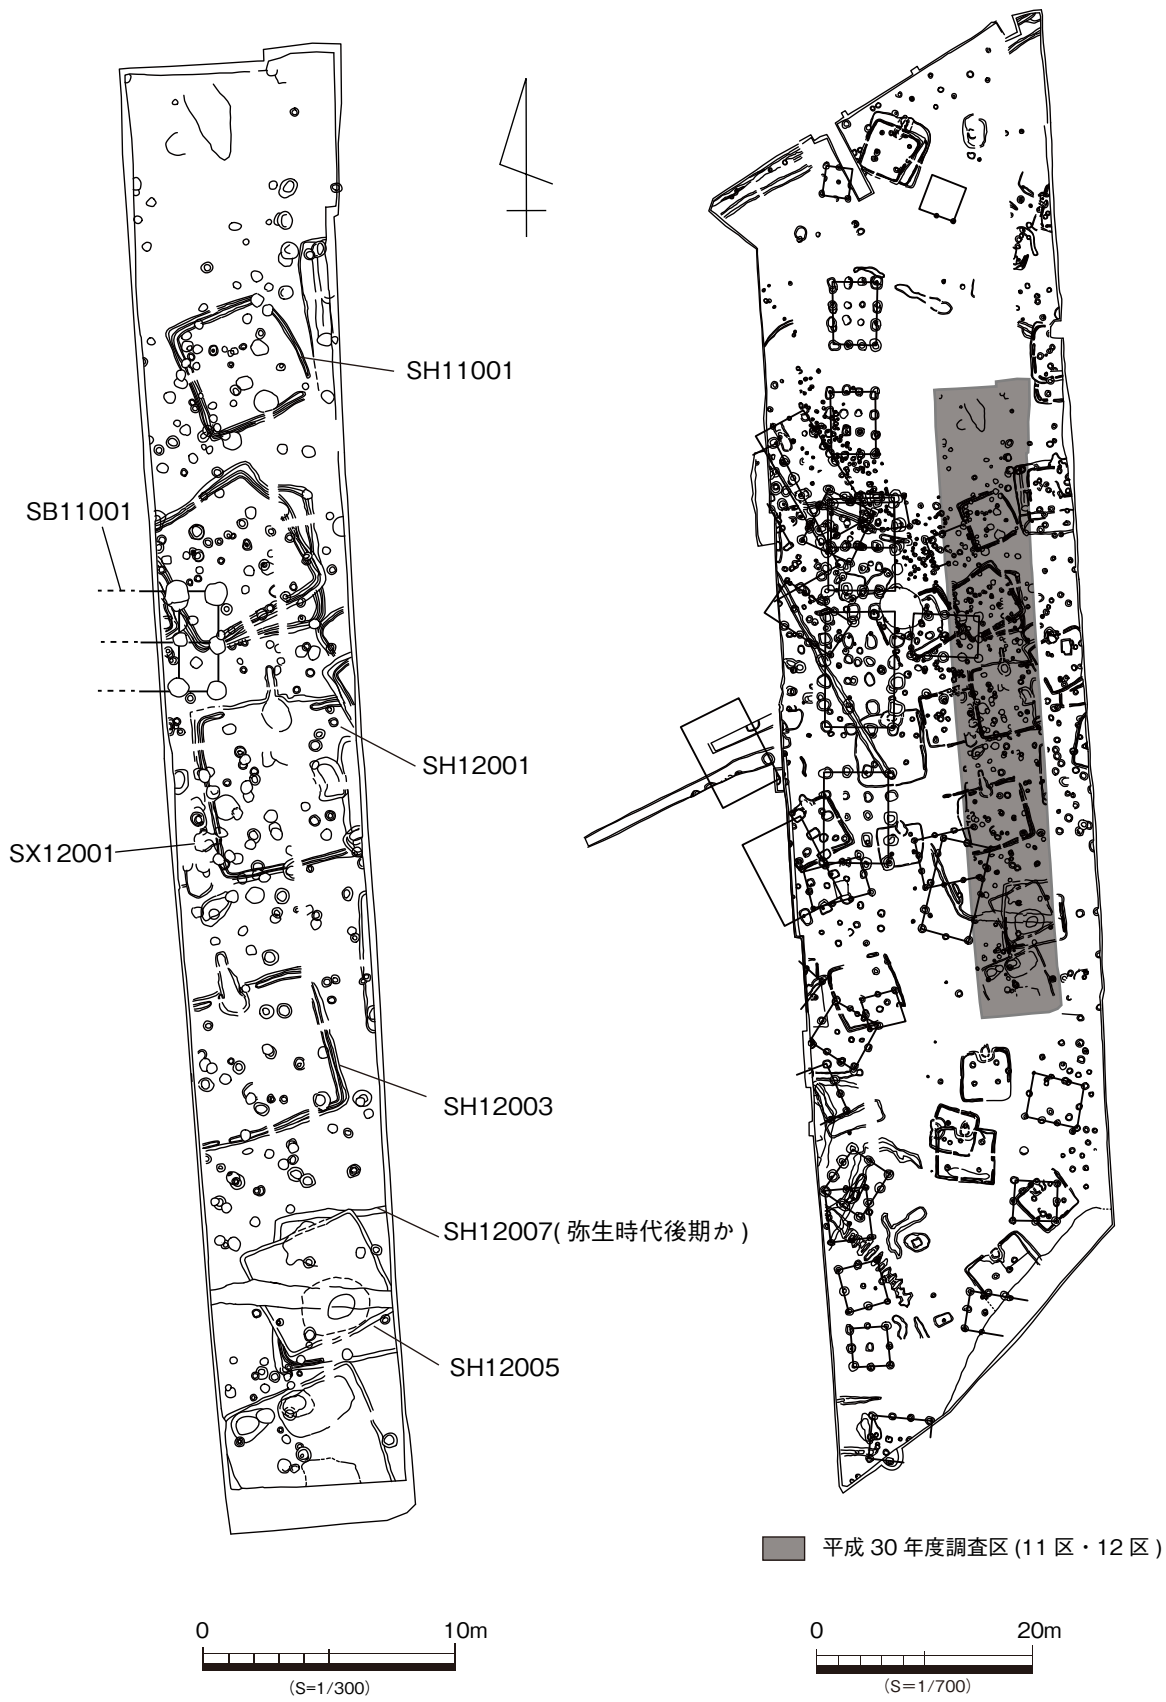 SH11001
SB11001
SH12001
SX12001
SH12003
SH12007( 弥生時代後期か )
SH12005
平成 30 年度調査区 (11 区・12 区 )
0 10m
(S=1/300)
0 20m
(S=1/700)